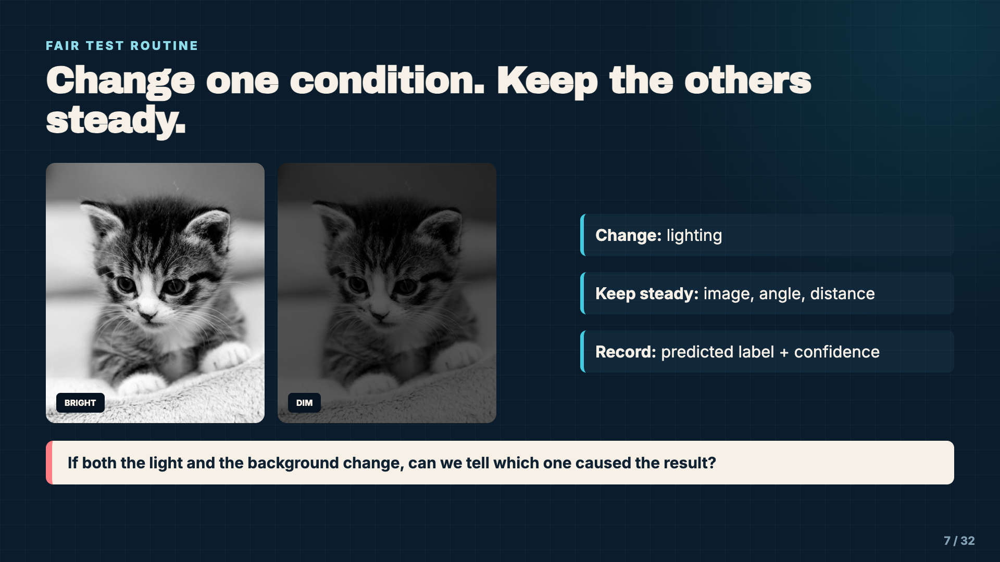 FAIR TEST ROUTINE
Change one condition. Keep the others
steady.
BRIGHT
DIM
Change: lighting
Keep steady: image, angle, distance
Record: predicted label + confidence
If both the light and the background change, can we tell which one caused the result?
7 / 32